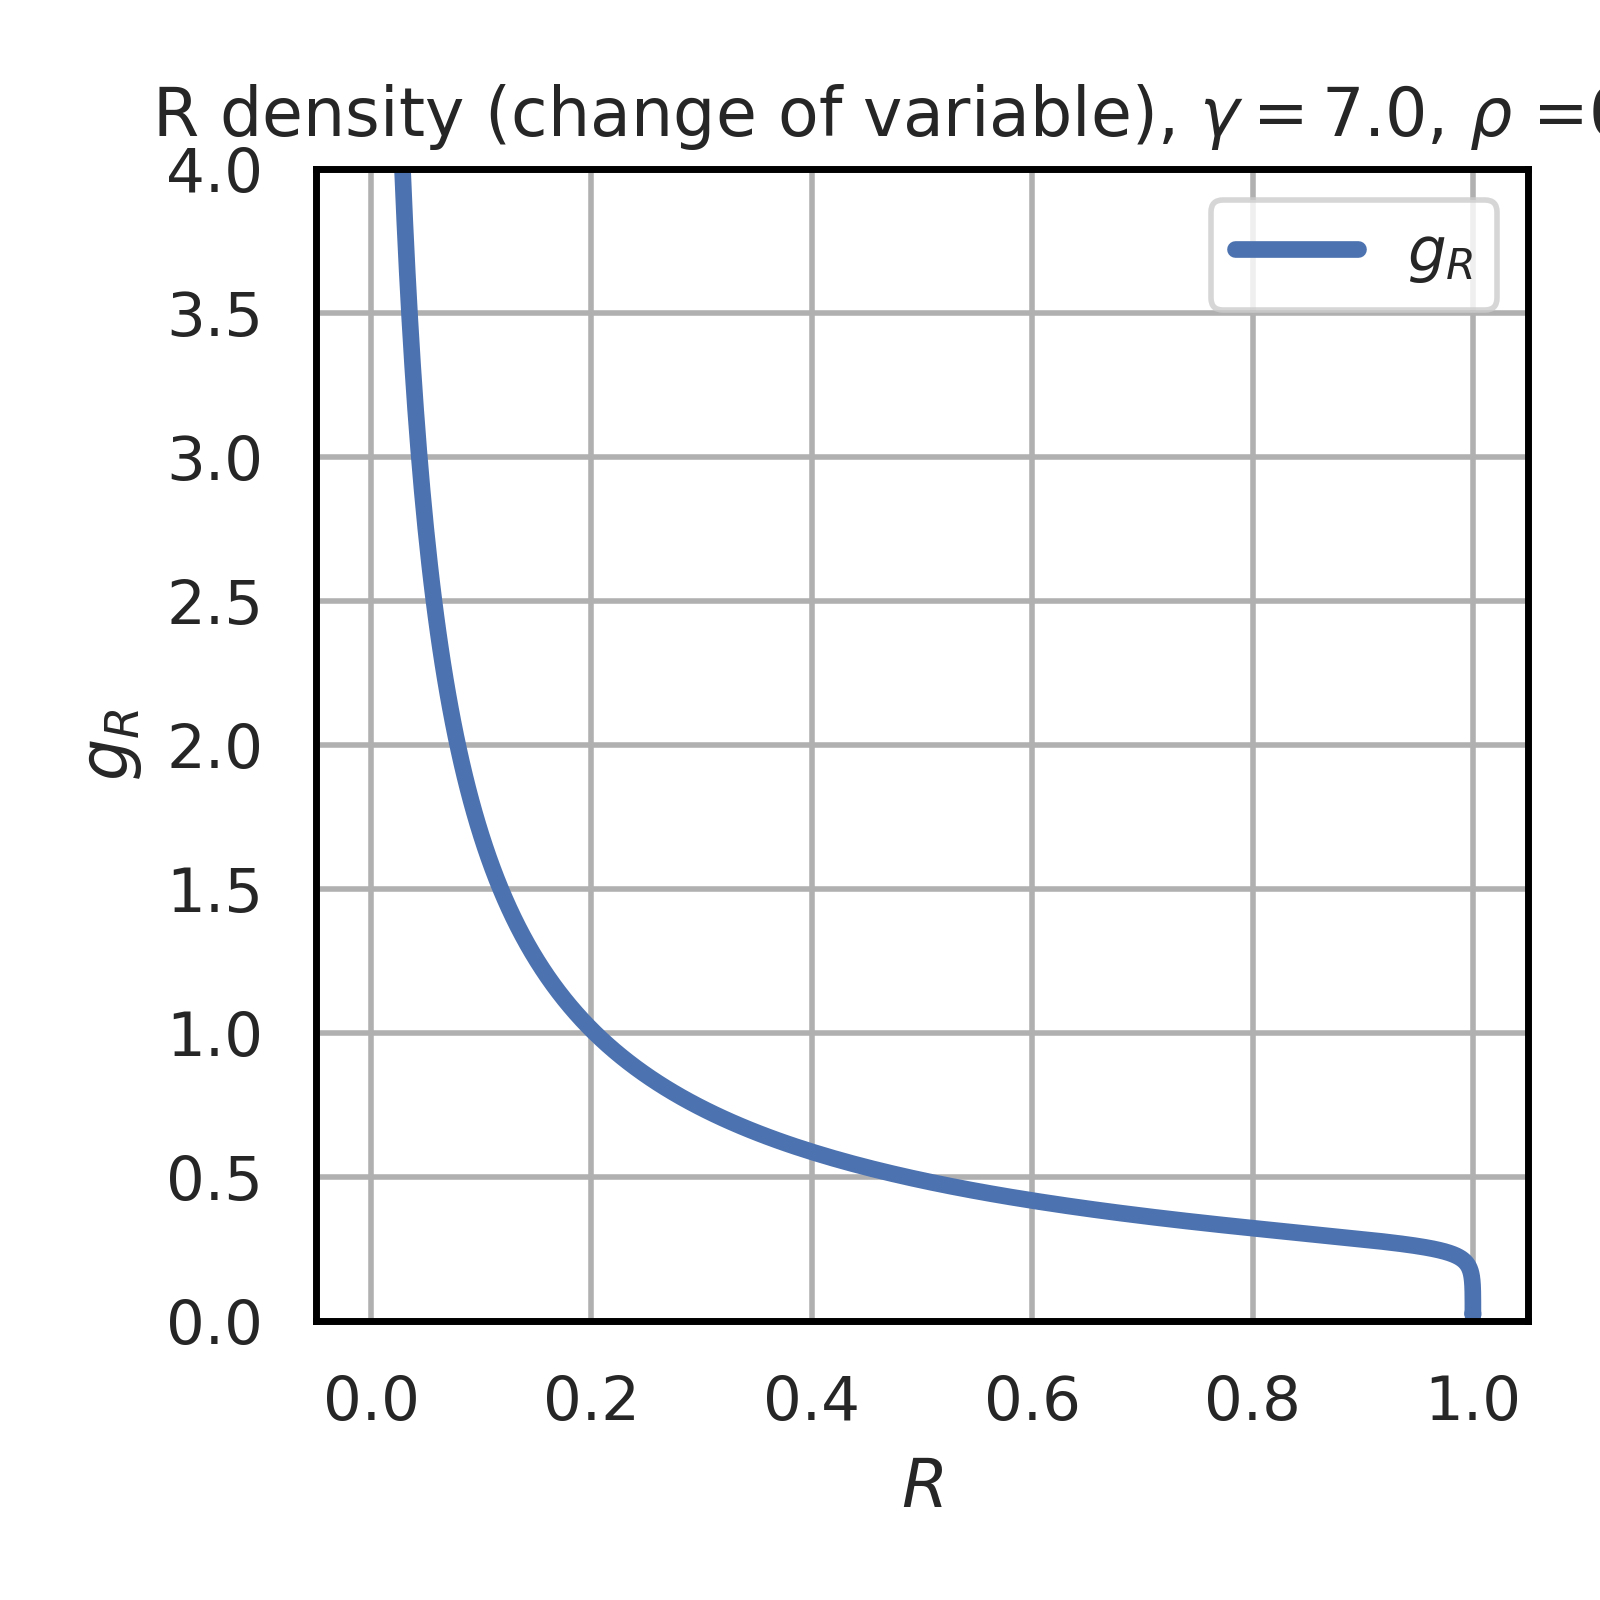 R density (change of variable), γ = 7.0, ρ =
g_R
4.0
3.5
3.0
2.5
2.0
1.5
1.0
0.5
0.0
g_R
0.0 0.2 0.4 0.6 0.8 1.0
R